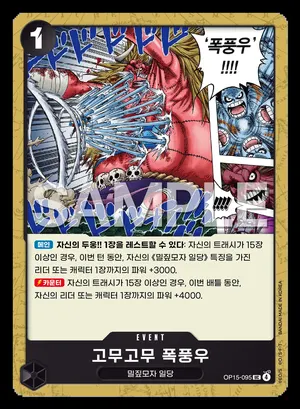 1
'폭풍우'
!!!!
!!!!
SAMPLE
메인 자신의 두웅!! 1장을 레스트할 수 있다: 자신의 트래시가 15장
이상인 경우, 이번 턴 동안, 자신의 《밀짚모자 일당》 특징을 가진
리더 또는 캐릭터 1장까지의 파워 +3000.
카운터 자신의 트래시가 15장 이상인 경우, 이번 배틀 동안,
자신의 리더 또는 캐릭터 1장까지의 파워 +4000.
EVENT
고무고무 폭풍우
밀짚모자 일당
OP15-095 UC